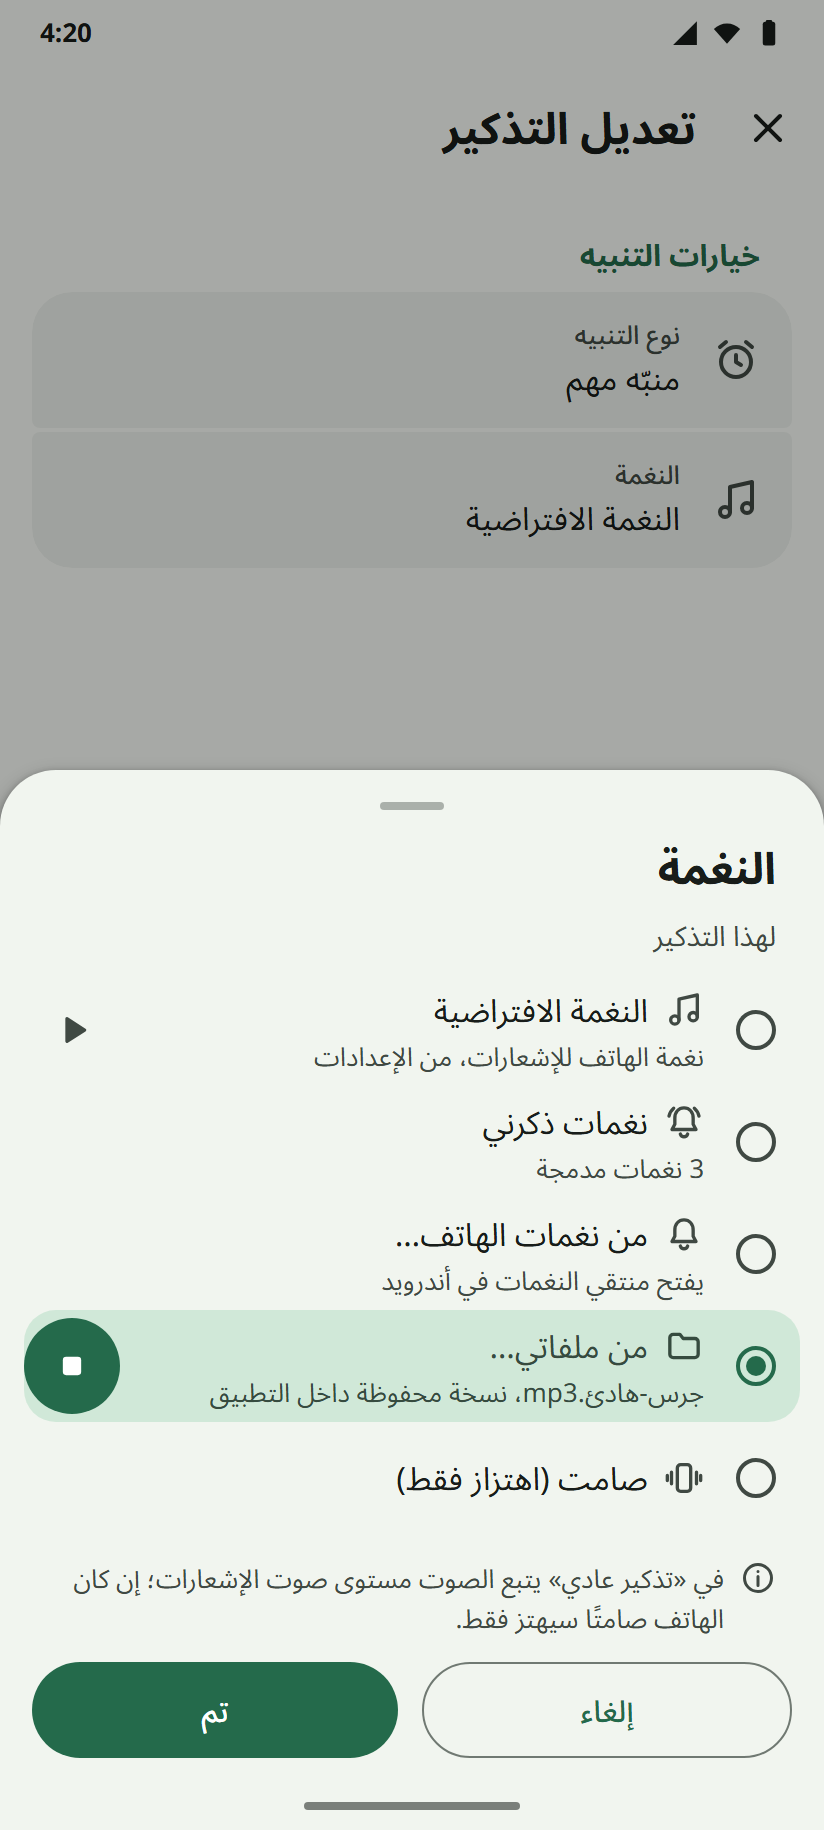 4:20
تعديل التذكير
خيارات التنبيه
نوع التنبيه
منبّه مهم
النغمة
النغمة الافتراضية
النغمة
لهذا التذكير
النغمة الافتراضية
نغمة الهاتف للإشعارات، من الإعدادات
نغمات ذكرني
3 نغمات مدمجة
من نغمات الهاتف...
يفتح منتقي النغمات في أندرويد
من ملفاتي...
جرس-هادئ.mp3، نسخة محفوظة داخل التطبيق
صامت (اهتزاز فقط)
في «تذكير عادي» يتبع الصوت مستوى صوت الإشعارات؛ إن كان
الهاتف صامتًا سيهتز فقط.
إلغاء
تم